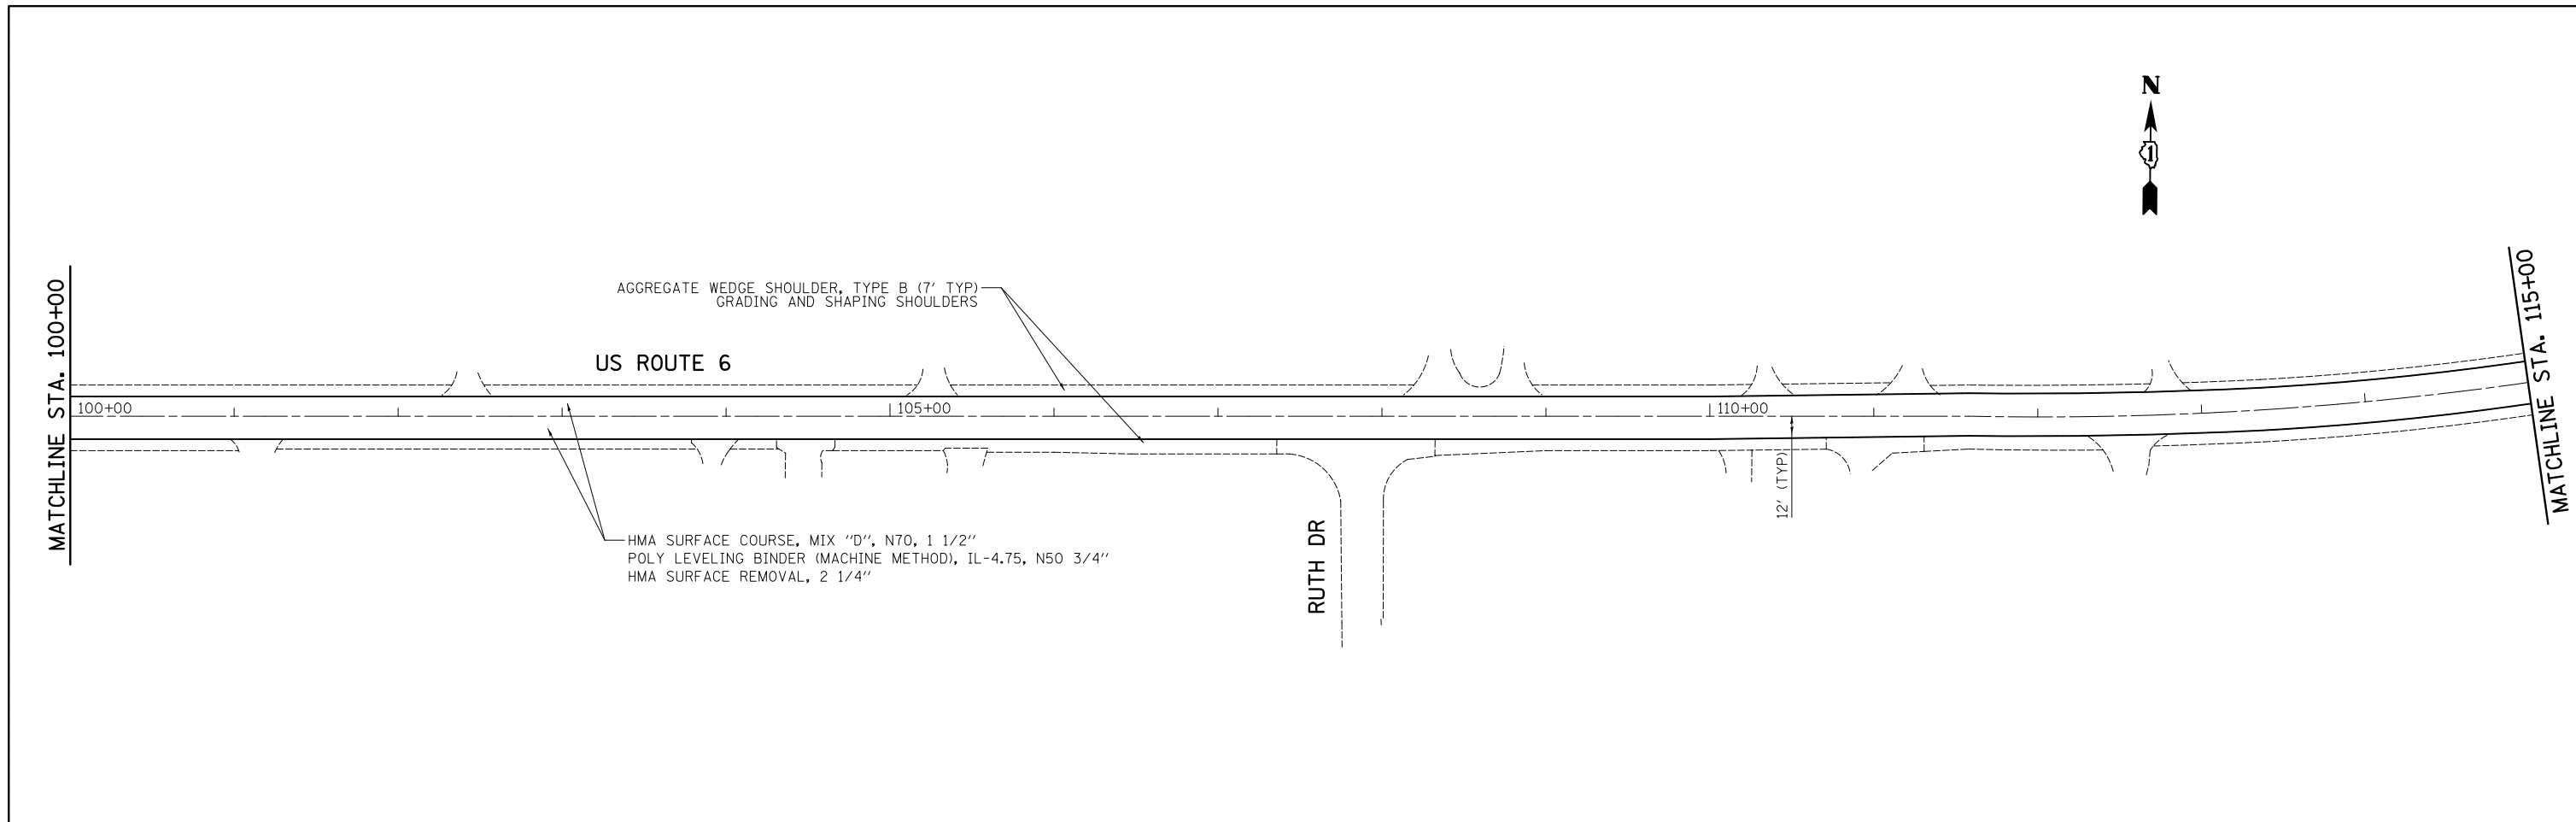 N
1
MATCHLINE STA. 100+00
MATCHLINE STA. 115+00
AGGREGATE WEDGE SHOULDER, TYPE B (7' TYP)
GRADING AND SHAPING SHOULDERS
US ROUTE 6
100+00
105+00
110+00
12' (TYP)
HMA SURFACE COURSE, MIX "D", N70, 1 1/2"
POLY LEVELING BINDER (MACHINE METHOD), IL-4.75, N50 3/4"
HMA SURFACE REMOVAL, 2 1/4"
RUTH DR